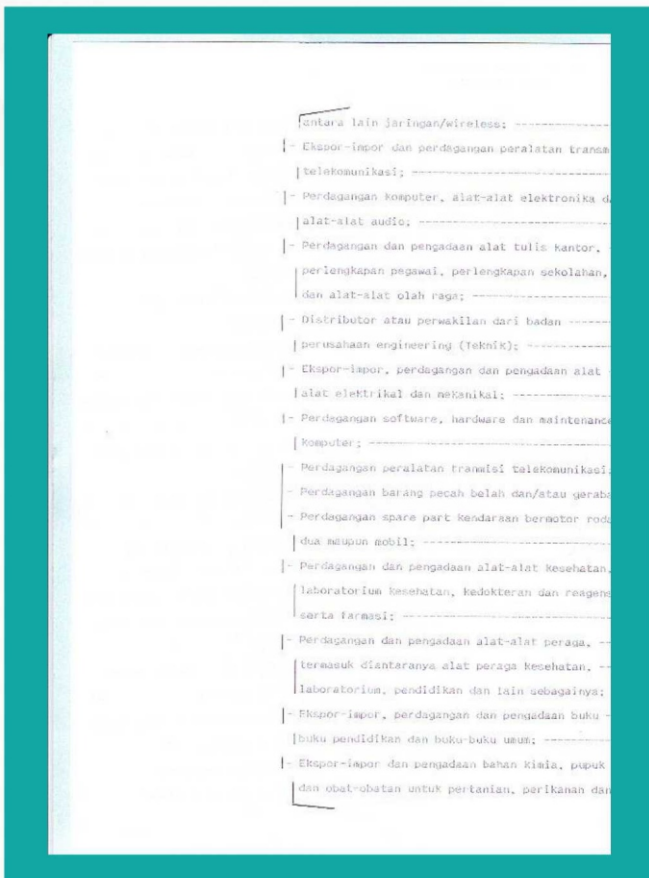 antara lain jaringan/wireless; ------------
- Ekspor-impor dan perdagangan peralatan transm
telekomunikasi; -------------------------
- Perdagangan komputer, alat-alat elektronika d
alat-alat audio; ------------------------
- Perdagangan dan pengadaan alat tulis kantor, -
perlengkapan pegawai, perlengkapan sekolahan,
dan alat-alat olah raga; -----------------
- Distributor atau perwakilan dari badan ------
perusahaan engineering (Teknik); ----------
- Ekspor-impor, perdagangan dan pengadaan alat -
alat elektrikal dan mekanikal; ------------
- Perdagangan software, hardware dan maintenance
komputer; -------------------------------
- Perdagangan peralatan tranmisi telekomunikasi,
- Perdagangan barang pecah belah dan/atau geraba
- Perdagangan spare part kendaraan bermotor roda
dua maupun mobil; -----------------------
- Perdagangan dan pengadaan alat-alat kesehatan,
laboratorium kesehatan, kedokteran dan reagens
serta farmasi; --------------------------
- Perdagangan dan pengadaan alat-alat peraga, --
termasuk diantaranya alat peraga kesehatan, --
laboratorium, pendidikan dan lain sebagainya;
- Ekspor-impor, perdagangan dan pengadaan buku -
buku pendidikan dan buku-buku umum; --------
- Ekspor-impor dan pengadaan bahan kimia, pupuk
dan obat-obatan untuk pertanian, perikanan dan